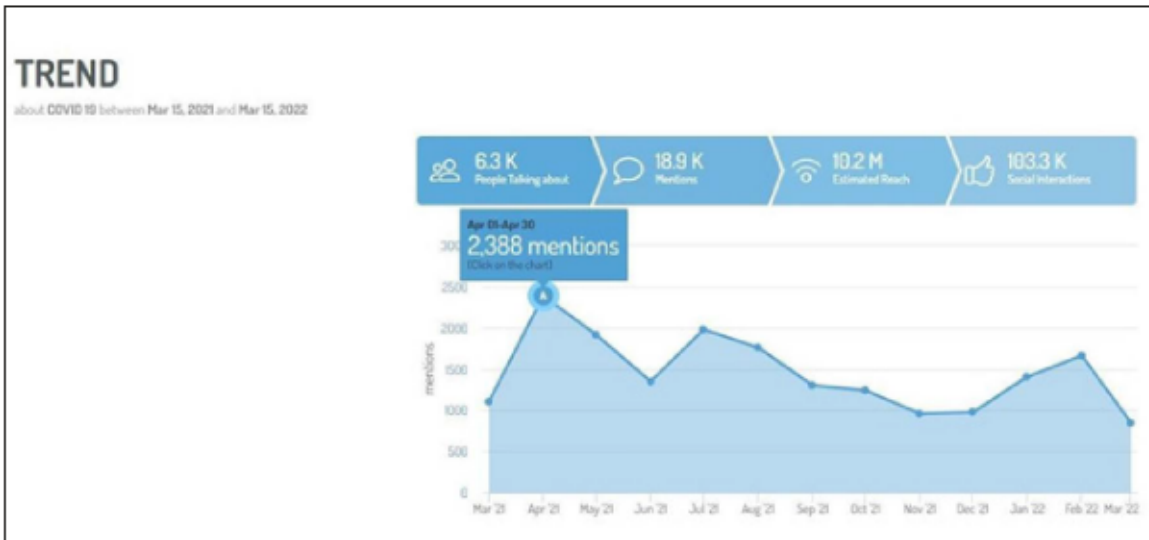 TREND
about COVID 19 between Mar 15, 2021 and Mar 15, 2022
6.3 K
People Talking about
18.9 K
Mentions
10.2 M
Estimated Reach
103.3 K
Social Interactions
Apr 01-Apr 30
2,388 mentions
(Click on the chart)
300
2500
2000
1500
1000
500
0
mentions
A
Mar '21 Apr '21 May '21 Jun '21 Jul '21 Aug '21 Sep '21 Oct '21 Nov '21 Dec '21 Jan '22 Feb '22 Mar '22